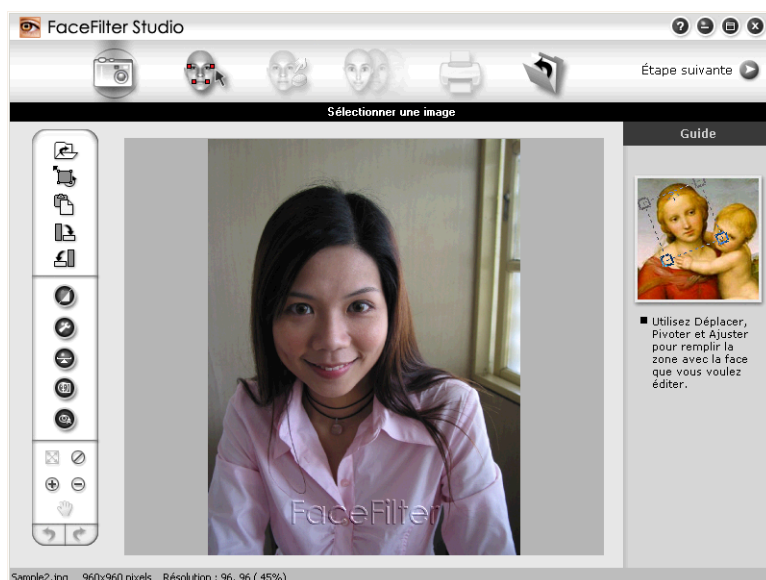 FaceFilter Studio
Étape suivante
Sélectionner une image
Guide
Utilisez Déplacer,
Pivoter et Ajuster
pour remplir la
zone avec la face
que vous voulez
éditer.
FaceFilter
Sample2.jpg 960x960 pixels Résolution : 96, 96 ( 45%)